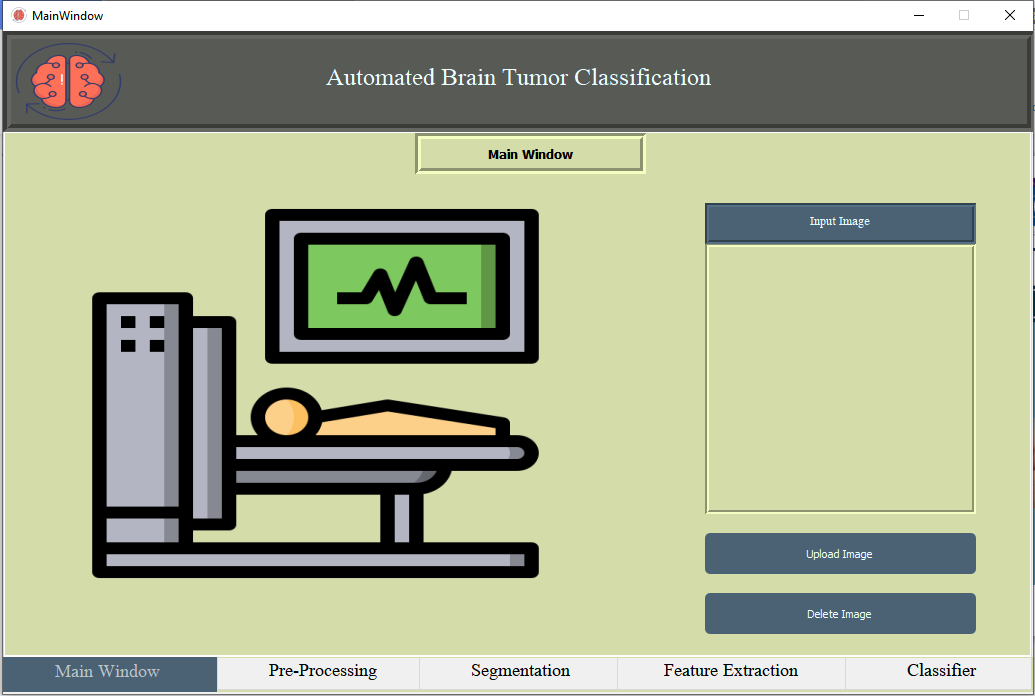 MainWindow
Automated Brain Tumor Classification
Main Window
Input Image
Upload Image
Delete Image
Main Window Pre-Processing Segmentation Feature Extraction Classifier